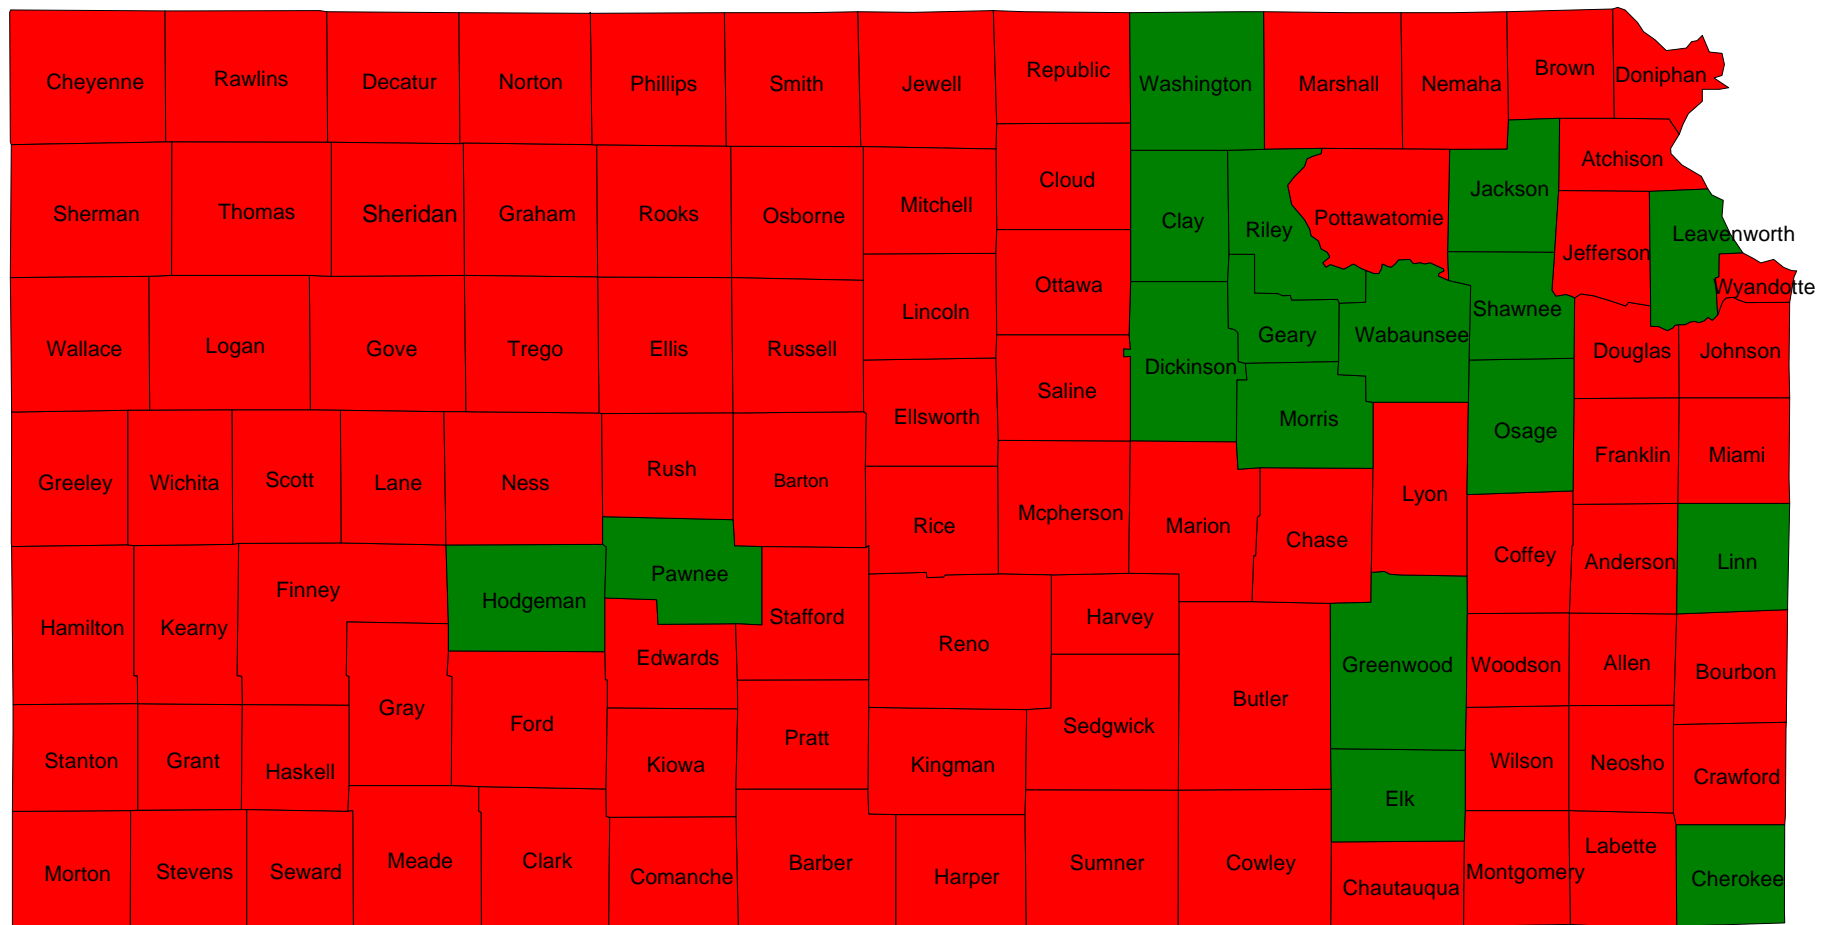 Cheyenne
Rawlins
Decatur
Norton
Phillips
Smith
Jewell
Republic
Washington
Marshall
Nemaha
Brown
Doniphan
Sherman
Thomas
Sheridan
Graham
Rooks
Osborne
Mitchell
Cloud
Clay
Riley
Pottawatomie
Jackson
Atchison
Jefferson
Leavenworth
Wyandotte
Wallace
Logan
Gove
Trego
Ellis
Russell
Lincoln
Ottawa
Saline
Dickinson
Geary
Wabaunsee
Shawnee
Douglas
Johnson
Ellsworth
Morris
Osage
Franklin
Miami
Greeley
Wichita
Scott
Lane
Ness
Rush
Barton
Rice
Mcpherson
Marion
Chase
Lyon
Coffey
Anderson
Linn
Hamilton
Kearny
Finney
Hodgeman
Pawnee
Stafford
Edwards
Reno
Harvey
Butler
Greenwood
Woodson
Allen
Bourbon
Gray
Ford
Stanton
Grant
Haskell
Kiowa
Pratt
Kingman
Sedgwick
Elk
Wilson
Neosho
Crawford
Morton
Stevens
Seward
Meade
Clark
Comanche
Barber
Harper
Sumner
Cowley
Chautauqua
Montgomery
Labette
Cherokee